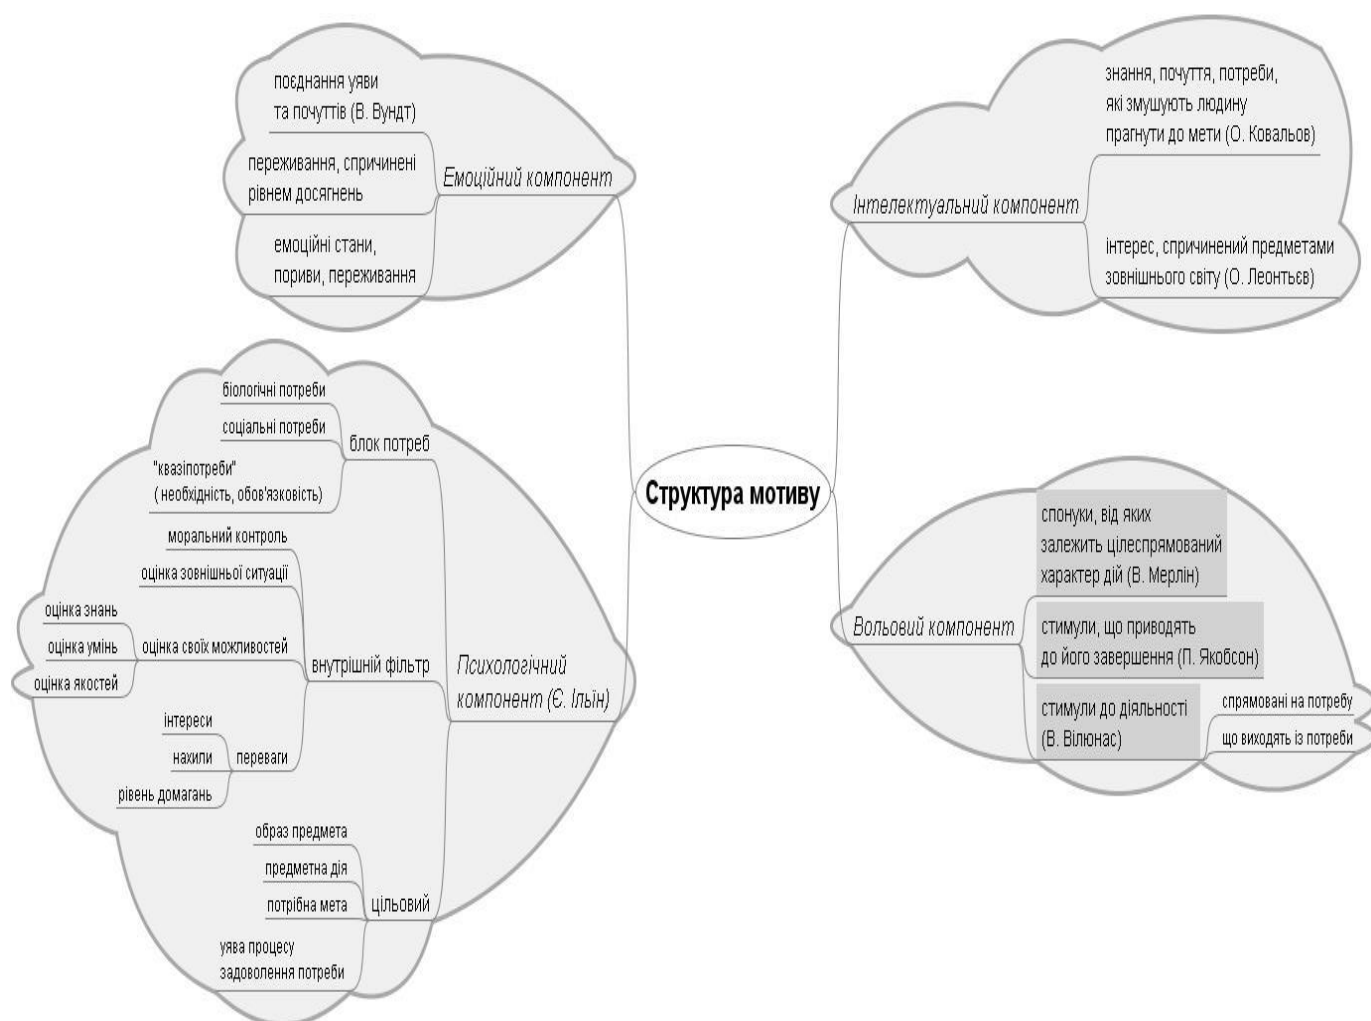 поєднання уяви
та почуттів (В. Вундт)
переживання, спричинені
рівнем досягнень
емоційні стани,
пориви, переживання
Емоційний компонент
знання, почуття, потреби,
які змушують людину
прагнути до мети (О. Ковальов)
Інтелектуальний компонент
інтерес, спричинений предметами
зовнішнього світу (О. Леонтьєв)
Структура мотиву
біологічні потреби
соціальні потреби
"квазіпотреби"
( необхідність, обов'язковість)
блок потреб
моральний контроль
оцінка зовнішньої ситуації
оцінка знань
оцінка умінь
оцінка якостей
оцінка своїх можливостей
внутрішній фільтр
інтереси
нахили
рівень домагань
переваги
Психологічний
компонент (Є. Ільїн)
образ предмета
предметна дія
потрібна мета
уява процесу
задоволення потреби
цільовий
Вольовий компонент
спонуки, від яких
залежить цілеспрямований
характер дій (В. Мерлін)
стимули, що приводять
до його завершення (П. Якобсон)
стимули до діяльності
(В. Вілюнас)
спрямовані на потребу
що виходять із потреби